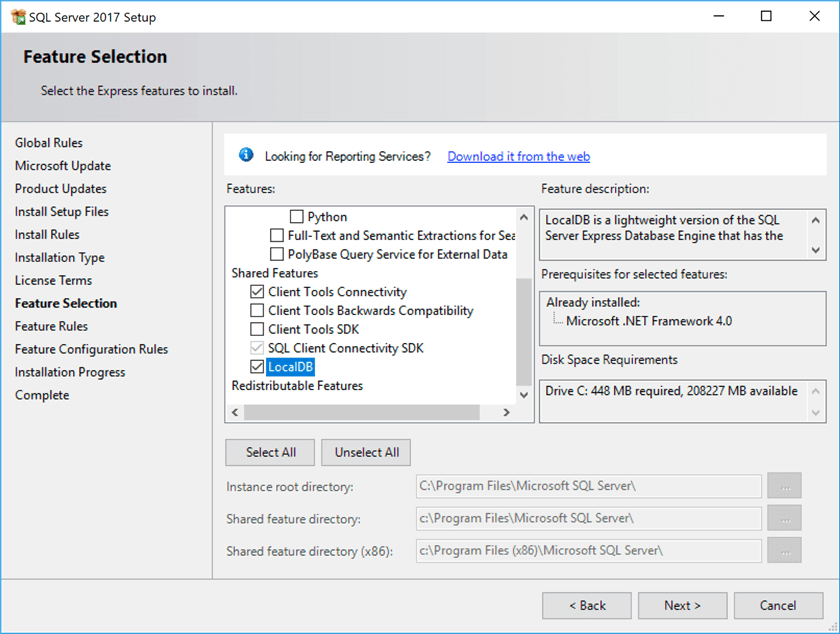 SQL Server 2017 Setup
Feature Selection
Select the Express features to install.
Global Rules
Microsoft Update
Product Updates
Install Setup Files
Install Rules
Installation Type
License Terms
Feature Selection
Feature Rules
Feature Configuration Rules
Installation Progress
Complete
Looking for Reporting Services? Download it from the web
Features:
Python
Full-Text and Semantic Extractions for Sea
PolyBase Query Service for External Data
Shared Features
Client Tools Connectivity
Client Tools Backwards Compatibility
Client Tools SDK
SQL Client Connectivity SDK
LocalDB
Redistributable Features
Feature description:
LocalDB is a lightweight version of the SQL
Server Express Database Engine that has the
Prerequisites for selected features:
Already installed:
Microsoft .NET Framework 4.0
Disk Space Requirements
Drive C: 448 MB required, 208227 MB available
Select All
Unselect All
Instance root directory: C:\Program Files\Microsoft SQL Server\ ...
Shared feature directory: c:\Program Files\Microsoft SQL Server\ ...
Shared feature directory (x86): c:\Program Files (x86)\Microsoft SQL Server\ ...
< Back
Next >
Cancel